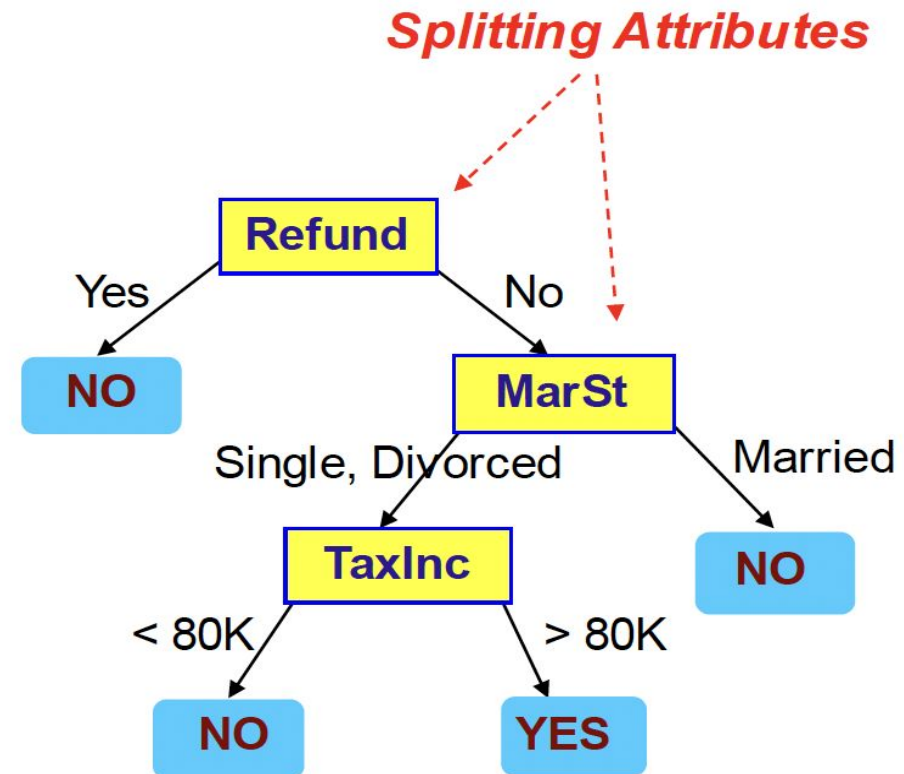 Splitting Attributes
Refund
Yes
No
NO
MarSt
Single, Divorced
Married
TaxInc
NO
< 80K
> 80K
NO
YES